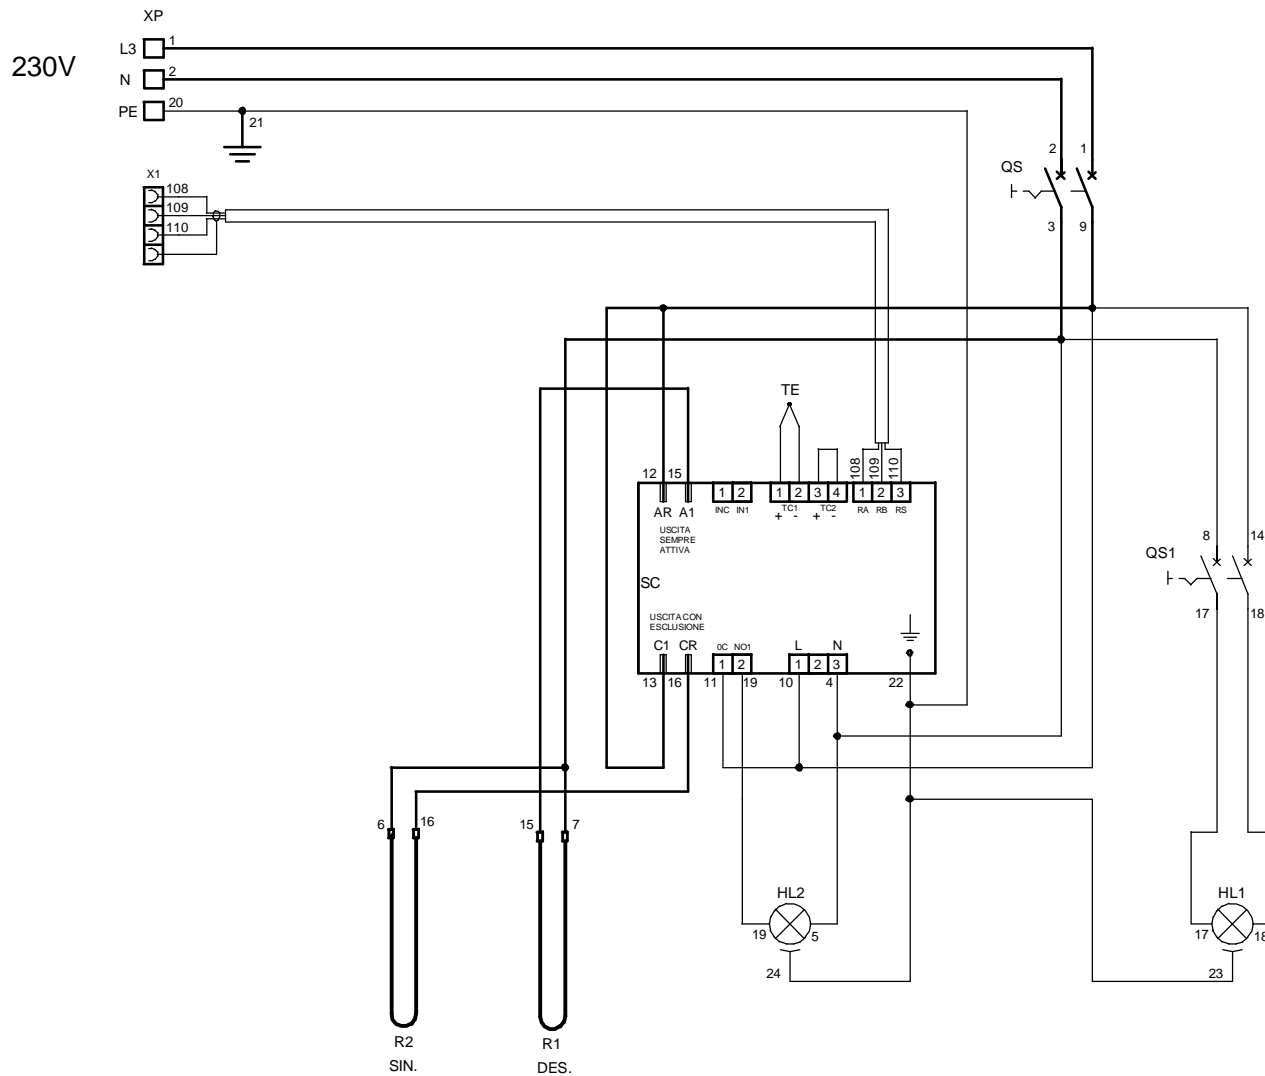 XP
L3 1
230V
N 2
PE 20
21
X1
108
109
110
QS
2 1
3 9
TE
108 109 110
12 15
1 2 1 2 3 4 1 2 3
AR A1 INC IN1 TC1 TC2 RA RB RS
+ - + -
USCITA
SEMPRE
ATTIVA
8 14
QS1
17 18
SC
USCITA CON
ESCLUSIONE
C1 CR 0C NO1 L N
1 2 1 2 3
13 16 11 19 10 4 22
6 16 15 7
HL2
19 5
24
HL1
17 18
23
R2
SIN.
R1
DES.